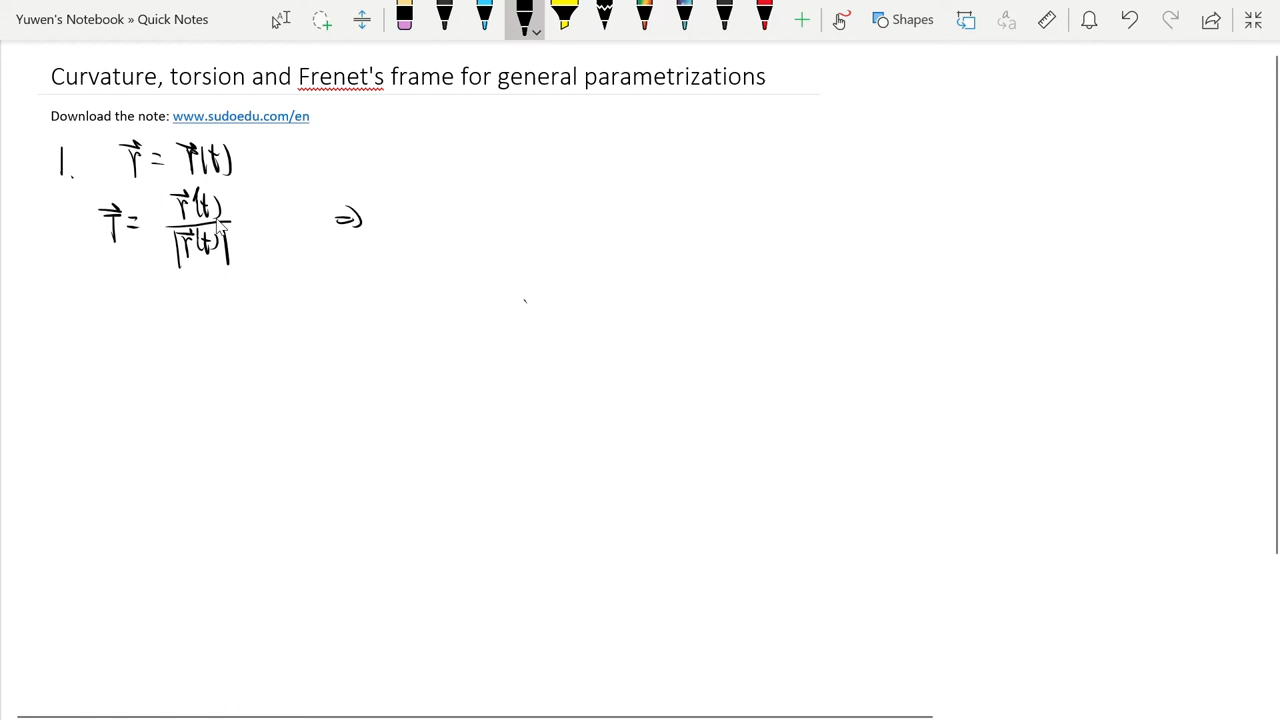 Yuwen's Notebook » Quick Notes
Shapes
Curvature, torsion and Frenet's frame for general parametrizations
Download the note: www.sudoedu.com/en
1. r⃗ = r⃗(t)
T⃗ = r⃗'(t) / |r⃗'(t)| ⇒